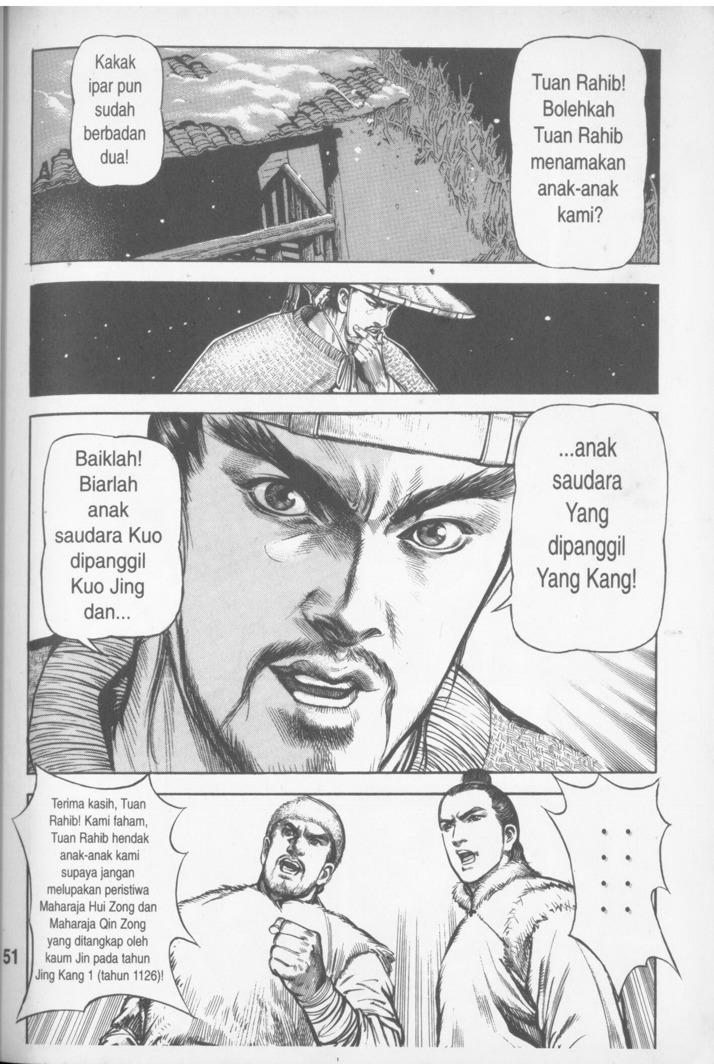 Kakak
ipar pun
sudah
berbadan
dua!
Tuan Rahib!
Bolehkah
Tuan Rahib
menamakan
anak-anak
kami?
Baiklah!
Biarlah
anak
saudara Kuo
dipanggil
Kuo Jing
dan...
...anak
saudara
Yang
dipanggil
Yang Kang!
Terima kasih, Tuan
Rahib! Kami faham,
Tuan Rahib hendak
anak-anak kami
supaya jangan
melupakan peristiwa
Maharaja Hui Zong dan
Maharaja Qin Zong
yang ditangkap oleh
kaum Jin pada tahun
Jing Kang 1 (tahun 1126)!
51